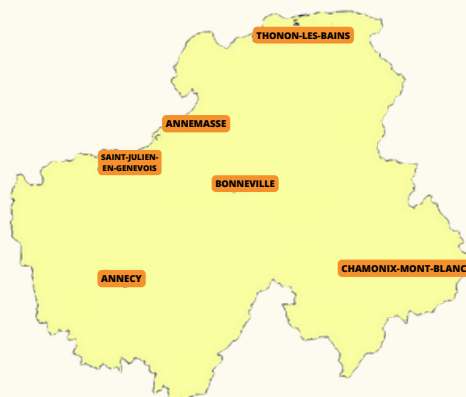 THONON-LES-BAINS
ANNEMASSE
SAINT-JULIEN-
EN-GENEVOIS
BONNEVILLE
CHAMONIX-MONT-BLANC
ANNECY